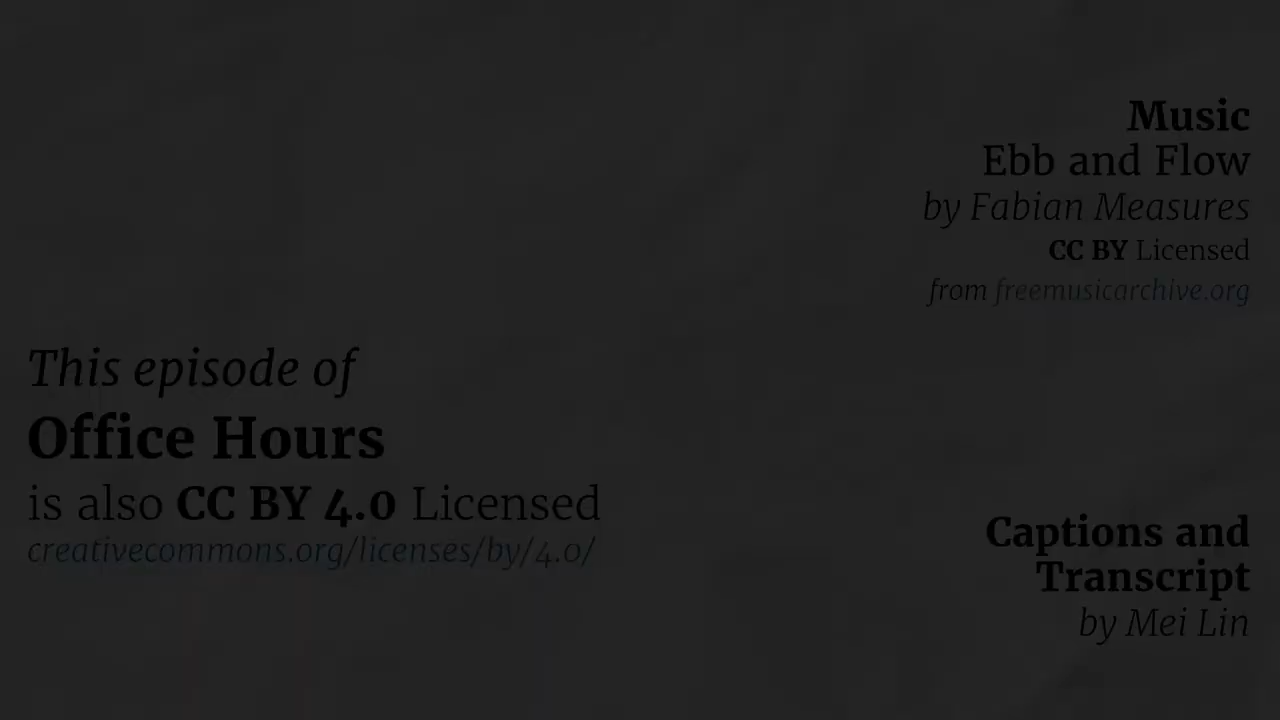 Music
Ebb and Flow
by Fabian Measures
CC BY Licensed
from freemusicarchive.org
This episode of
Office Hours
is also CC BY 4.0 Licensed
creativecommons.org/licenses/by/4.0/
Captions and
Transcript
by Mei Lin